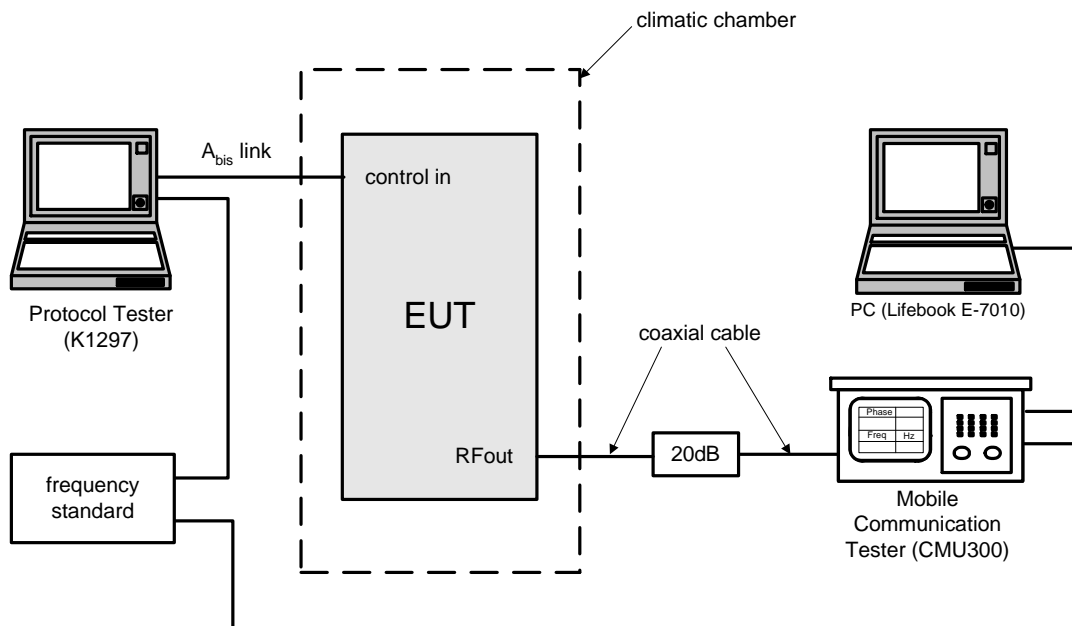 climatic chamber
Abis link
control in
EUT
RFout
Protocol Tester
(K1297)
frequency
standard
coaxial cable
20dB
PC (Lifebook E-7010)
Phase
Freq Hz
Mobile
Communication
Tester (CMU300)